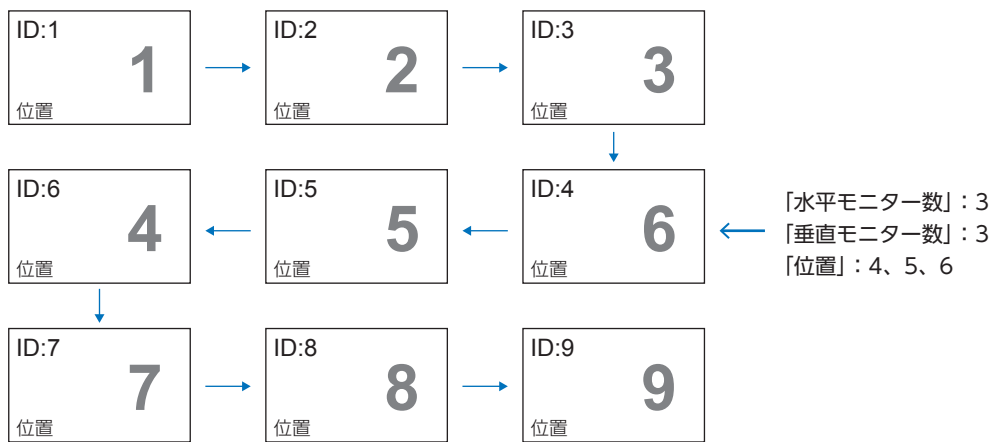 ID:1
1
位置
ID:2
2
位置
ID:3
3
位置
ID:6
4
位置
ID:5
5
位置
ID:4
6
位置
「水平モニター数」：3
「垂直モニター数」：3
「位置」：4、5、6
ID:7
7
位置
ID:8
8
位置
ID:9
9
位置